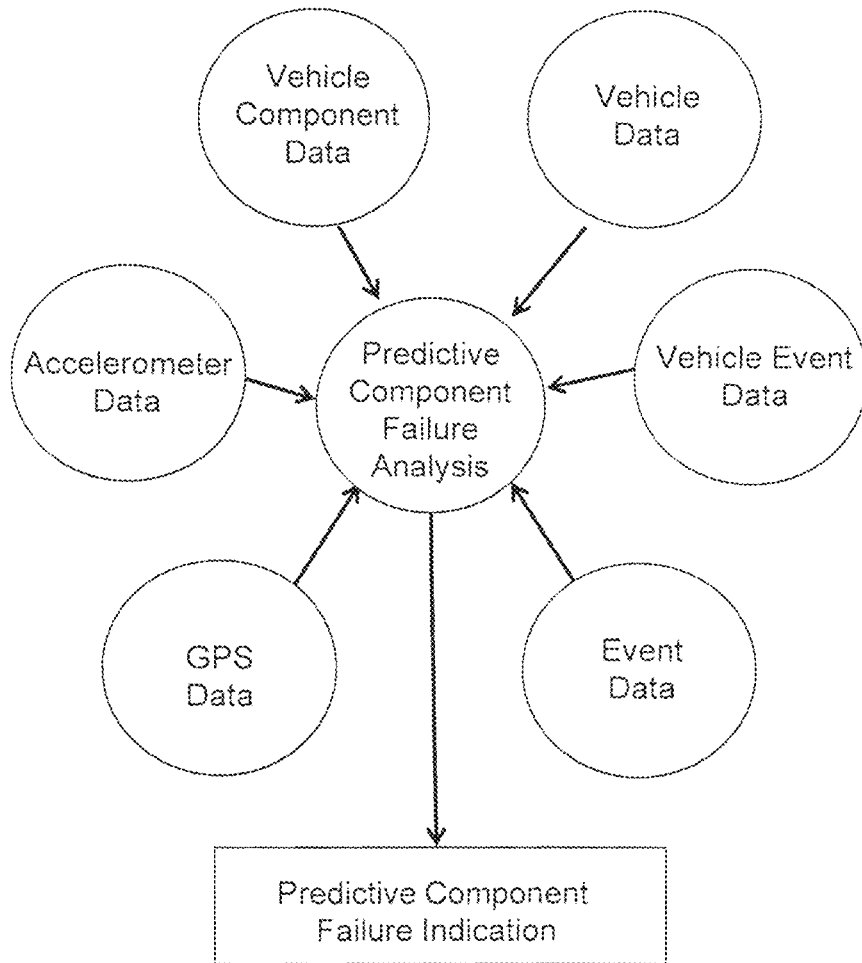 Vehicle
Component
Data
Vehicle
Data
Accelerometer
Data
Predictive
Component
Failure
Analysis
Vehicle Event
Data
GPS
Data
Event
Data
Predictive Component
Failure Indication